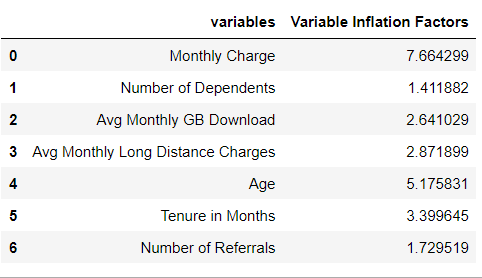 variables Variable Inflation Factors
0 Monthly Charge 7.664299
1 Number of Dependents 1.411882
2 Avg Monthly GB Download 2.641029
3 Avg Monthly Long Distance Charges 2.871899
4 Age 5.175831
5 Tenure in Months 3.399645
6 Number of Referrals 1.729519